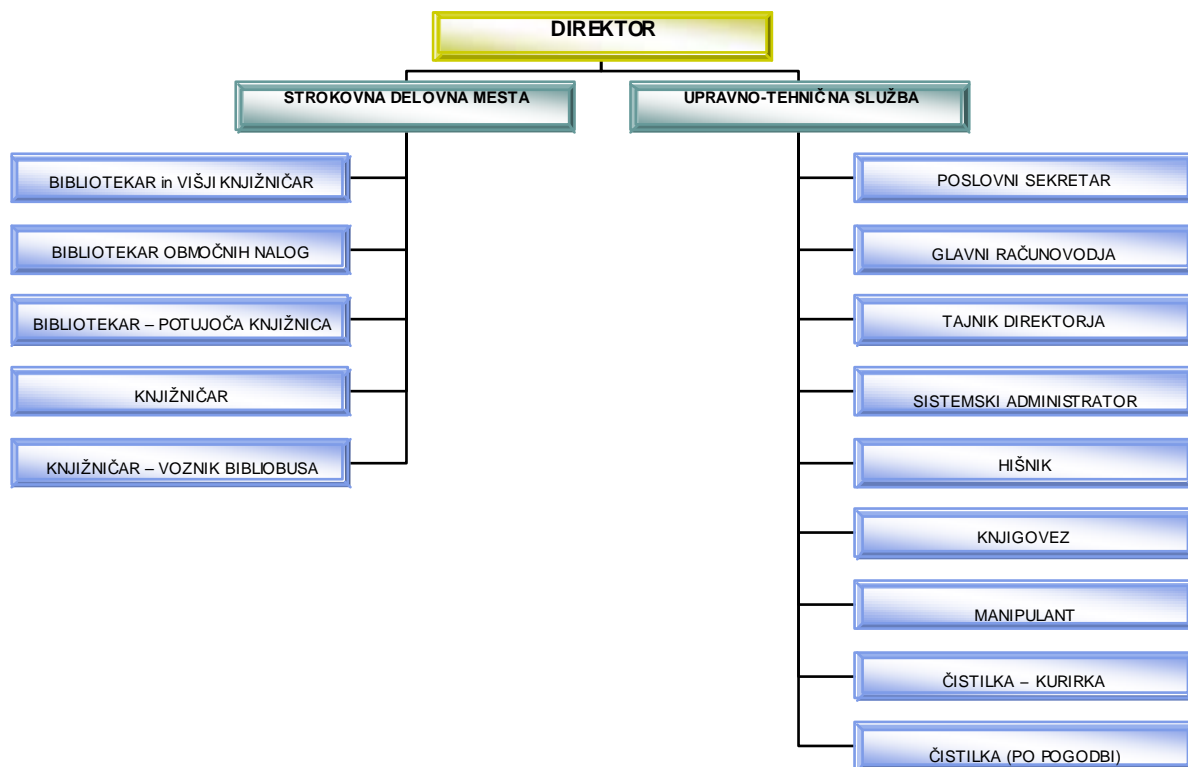 DIREKTOR
STROKOVNA DELOVNA MESTA
UPRAVNO-TEHNIČNA SLUŽBA
BIBLIOTEKAR in VIŠJI KNJIŽNIČAR
BIBLIOTEKAR OBMOČNIH NALOG
BIBLIOTEKAR – POTUJOČA KNJIŽNICA
KNJIŽNIČAR
KNJIŽNIČAR – VOZNIK BIBLIOBUSA
POSLOVNI SEKRETAR
GLAVNI RAČUNOVODJA
TAJNIK DIREKTORJA
SISTEMSKI ADMINISTRATOR
HIŠNIK
KNJIGOVEZ
MANIPULANT
ČISTILKA – KURIRKA
ČISTILKA (PO POGODBI)